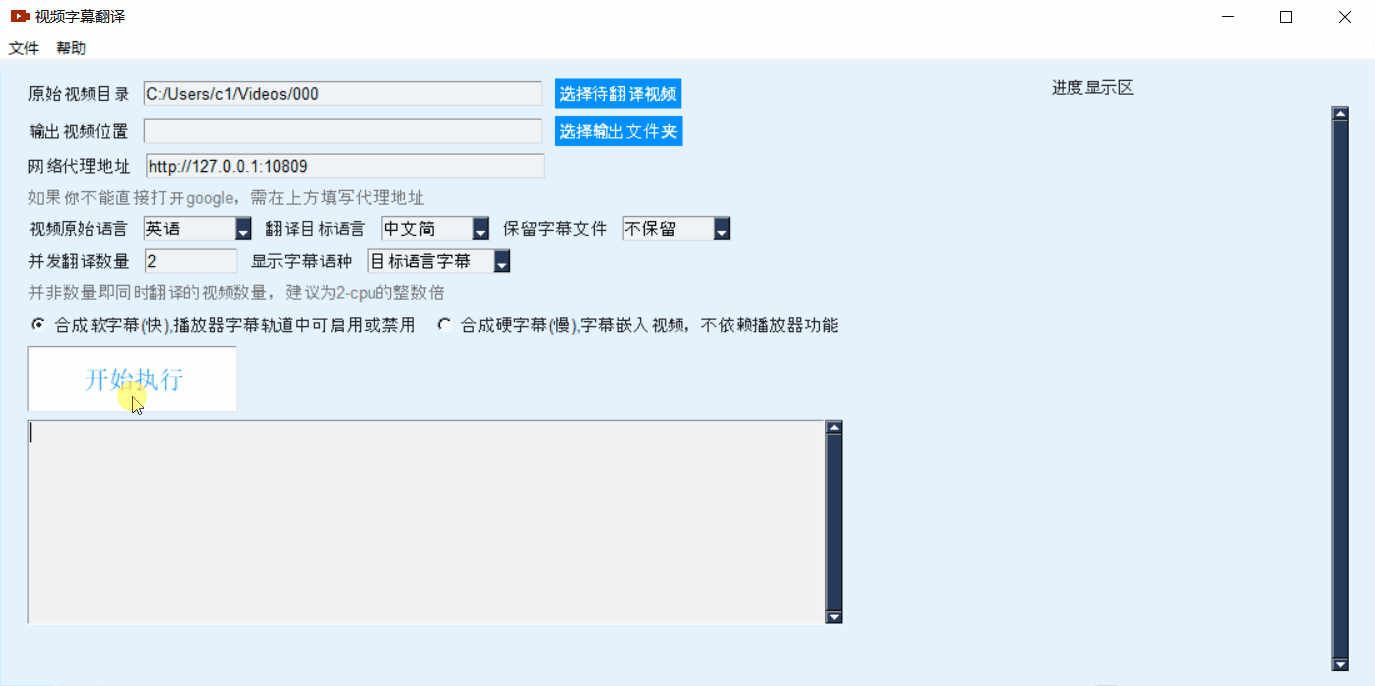 视频字幕翻译
文件 帮助
原始视频目录 C:/Users/c1/Videos/000 选择待翻译视频
进度显示区
输出视频位置 选择输出文件夹
网络代理地址 http://127.0.0.1:10809
如果你不能直接打开google，需在上方填写代理地址
视频原始语言 英语 翻译目标语言 中文简 保留字幕文件 不保留
并发翻译数量 2 显示字幕语种 目标语言字幕
并非数量即同时翻译的视频数量，建议为2-cpu的整数倍
合成软字幕(快),播放器字幕轨道中可启用或禁用 合成硬字幕(慢),字幕嵌入视频，不依赖播放器功能
开始执行